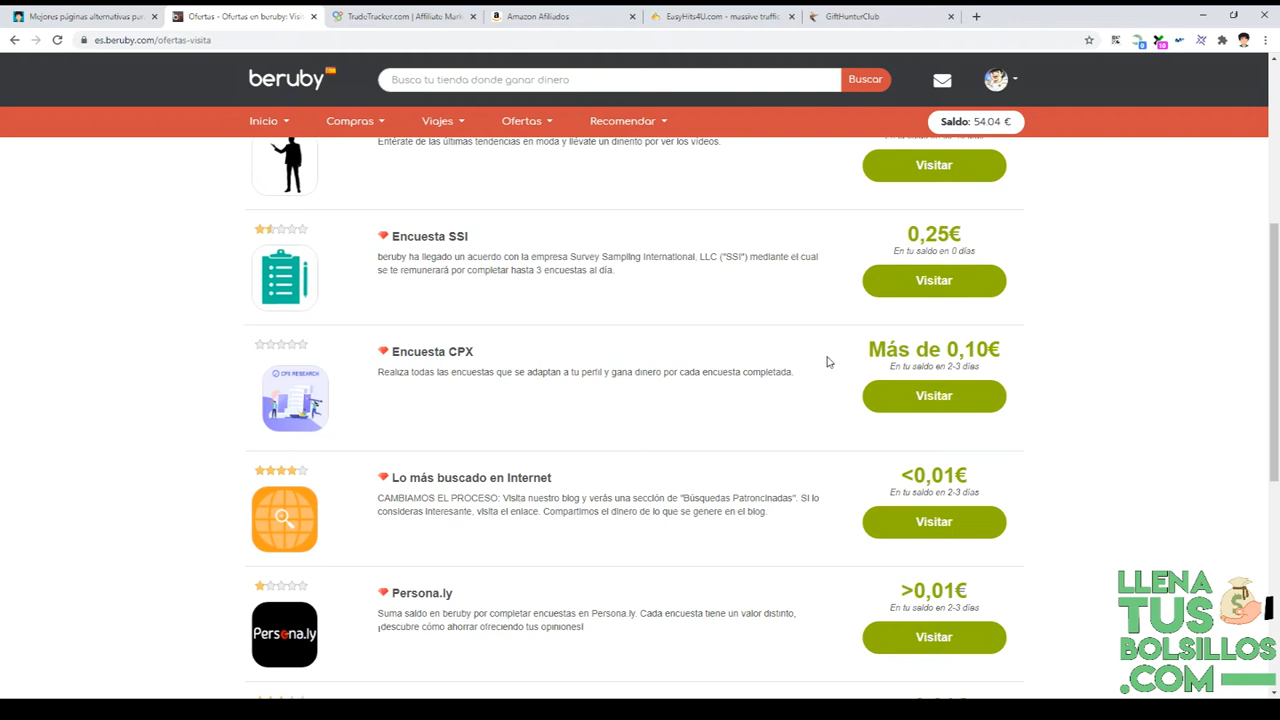 Mejores páginas alternativas par
Ofertas - Ofertas en beruby: Visi
TradeTracker.com | Affiliate Mark
Amazon Afiliados
EasyHits4U.com - massive traffic
GiftHunterClub
es.beruby.com/ofertas-visita
beruby
Busca tu tienda donde ganar dinero
Buscar
Inicio
Compras
Viajes
Ofertas
Recomendar
Saldo: 54.04 €
Entérate de las últimas tendencias en moda y llévate un dinerito por ver los vídeos.
Visitar
Encuesta SSI
beruby ha llegado un acuerdo con la empresa Survey Sampling International, LLC ("SSI") mediante el cual
se te remunerará por completar hasta 3 encuestas al día.
0,25€
En tu saldo en 0 días
Visitar
CPX RESEARCH
Encuesta CPX
Realiza todas las encuestas que se adaptan a tu perfil y gana dinero por cada encuesta completada.
Más de 0,10€
En tu saldo en 2-3 días
Visitar
Lo más buscado en Internet
CAMBIAMOS EL PROCESO: Visita nuestro blog y verás una sección de "Búsquedas Patroncinadas". Si lo
consideras interesante, visita el enlace. Compartimos el dinero de lo que se genere en el blog.
<0,01€
En tu saldo en 2-3 días
Visitar
Persona.ly
Persona.ly
Suma saldo en beruby por completar encuestas en Persona.ly. Cada encuesta tiene un valor distinto,
¡descubre cómo ahorrar ofreciendo tus opiniones!
>0,01€
En tu saldo en 2-3 días
Visitar
LLENA
TUS
BOLSILLOS
.COM